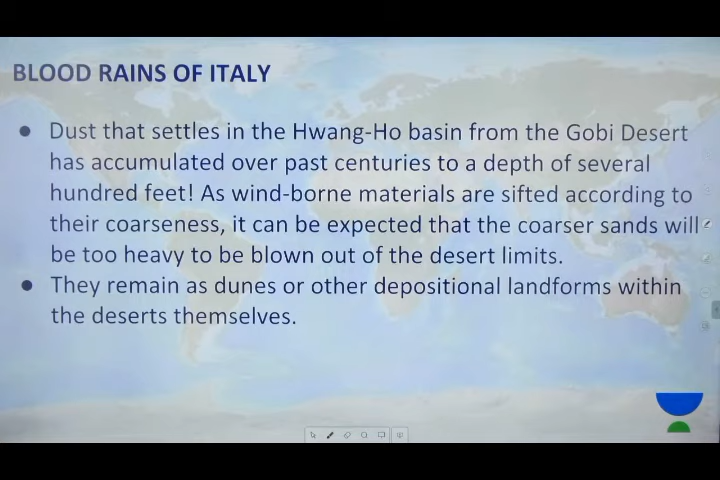 BLOOD RAINS OF ITALY
● Dust that settles in the Hwang-Ho basin from the Gobi Desert
has accumulated over past centuries to a depth of several
hundred feet! As wind-borne materials are sifted according to
their coarseness, it can be expected that the coarser sands will
be too heavy to be blown out of the desert limits.
● They remain as dunes or other depositional landforms within
the deserts themselves.